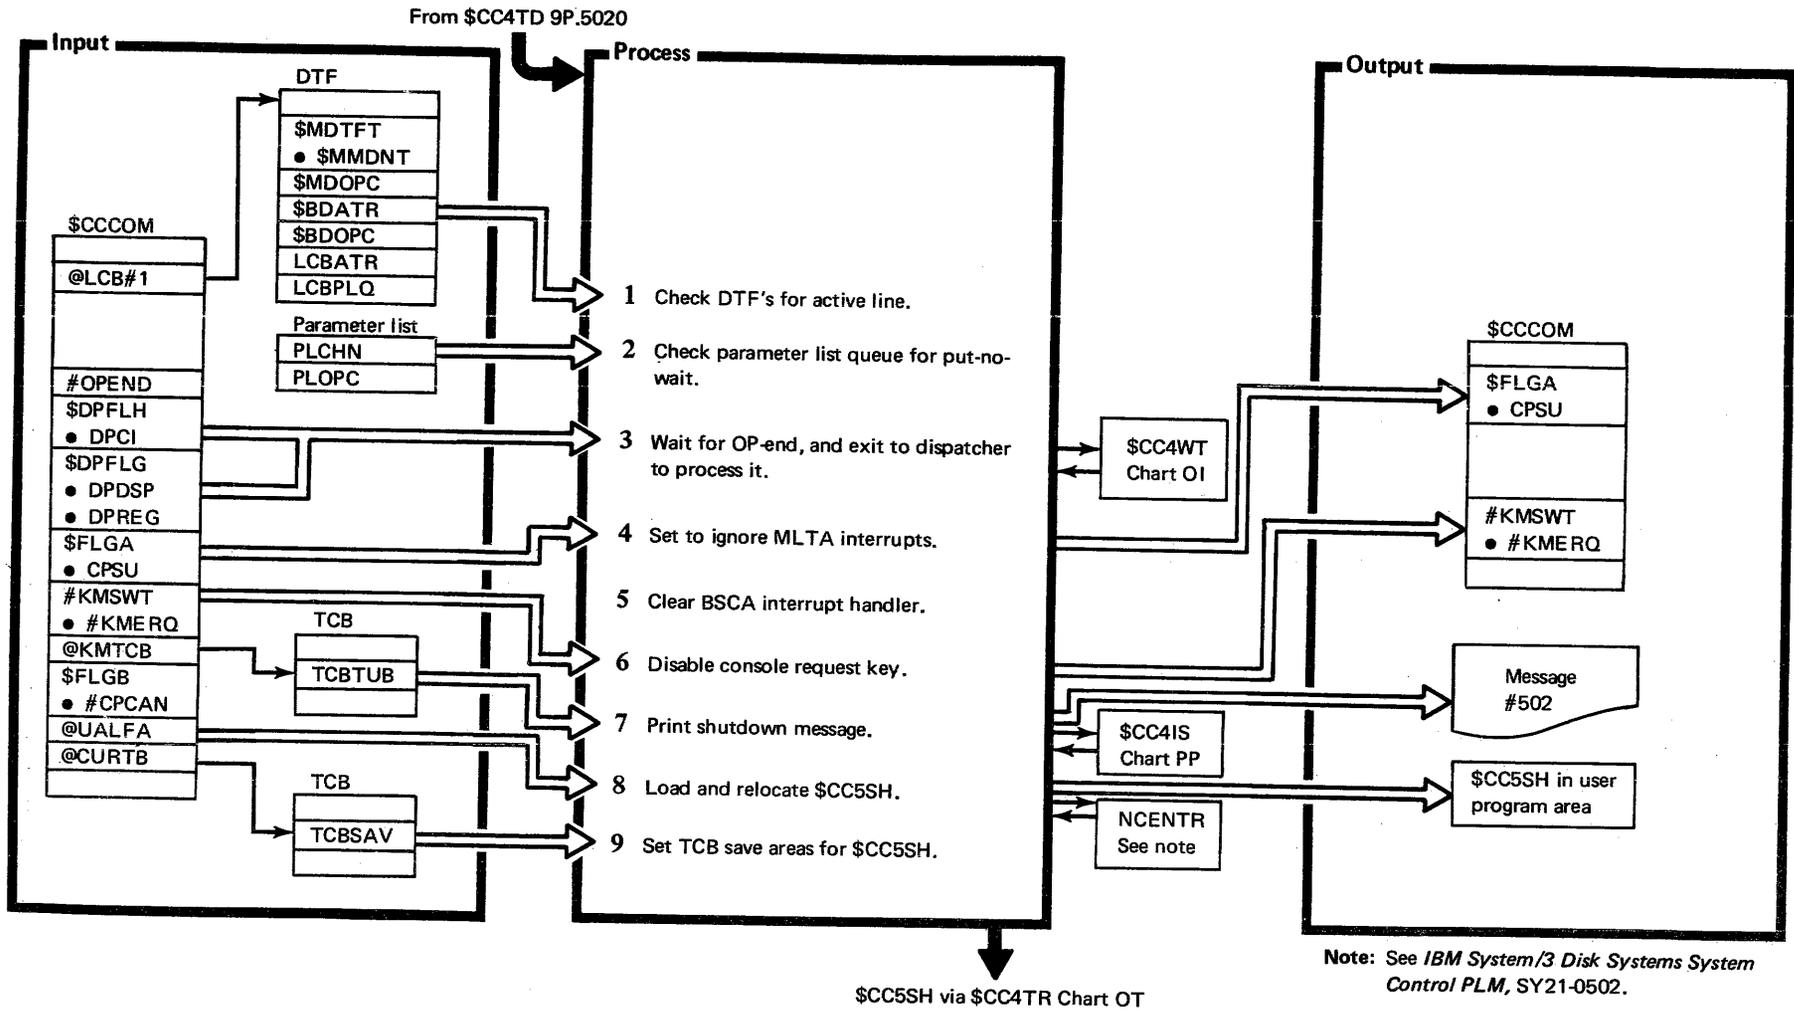 From $CC4TD 9P.5020
Input
DTF
$MDTFT
● $MMDNT
$MDOPC
$BDATR
$BDOPC
LCBATR
LCBPLQ
Parameter list
PLCHN
PLOPC
$CCCOM
@LCB#1
#OPEND
$DPFLH
● DPCI
$DPFLG
● DPDSP
● DPREG
$FLGA
● CPSU
#KMSWT
● #KMERQ
@KMTCB
$FLGB
● #CPCAN
@UALFA
@CURTB
TCB
TCBTUB
TCB
TCBSAV
Process
1 Check DTF's for active line.
2 Check parameter list queue for put-no-
wait.
3 Wait for OP-end, and exit to dispatcher
to process it.
4 Set to ignore MLTA interrupts.
5 Clear BSCA interrupt handler.
6 Disable console request key.
7 Print shutdown message.
8 Load and relocate $CC5SH.
9 Set TCB save areas for $CC5SH.
$CC4WT
Chart OI
$CC4IS
Chart PP
NCENTR
See note
Output
$CCCOM
$FLGA
● CPSU
#KMSWT
● #KMERQ
Message
#502
$CC5SH in user
program area
$CC5SH via $CC4TR Chart OT
Note: See IBM System/3 Disk Systems System
Control PLM, SY21-0502.